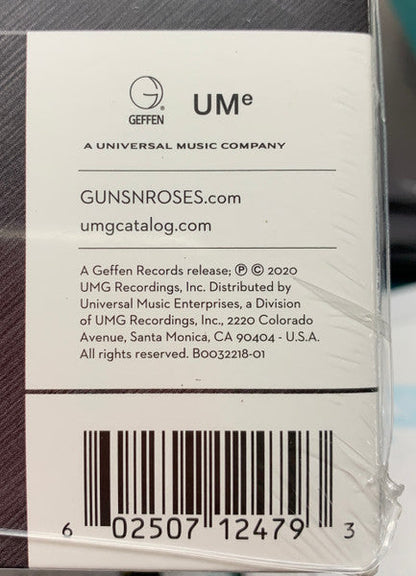 GEFFEN ® UMe
A UNIVERSAL MUSIC COMPANY
GUNSNROSES.com
umgcatalog.com
A Geffen Records release; ℗ © 2020
UMG Recordings, Inc. Distributed by
Universal Music Enterprises, a Division
of UMG Recordings, Inc., 2220 Colorado
Avenue, Santa Monica, CA 90404 - U.S.A.
All rights reserved. B0032218-01
6 02507 12479 3